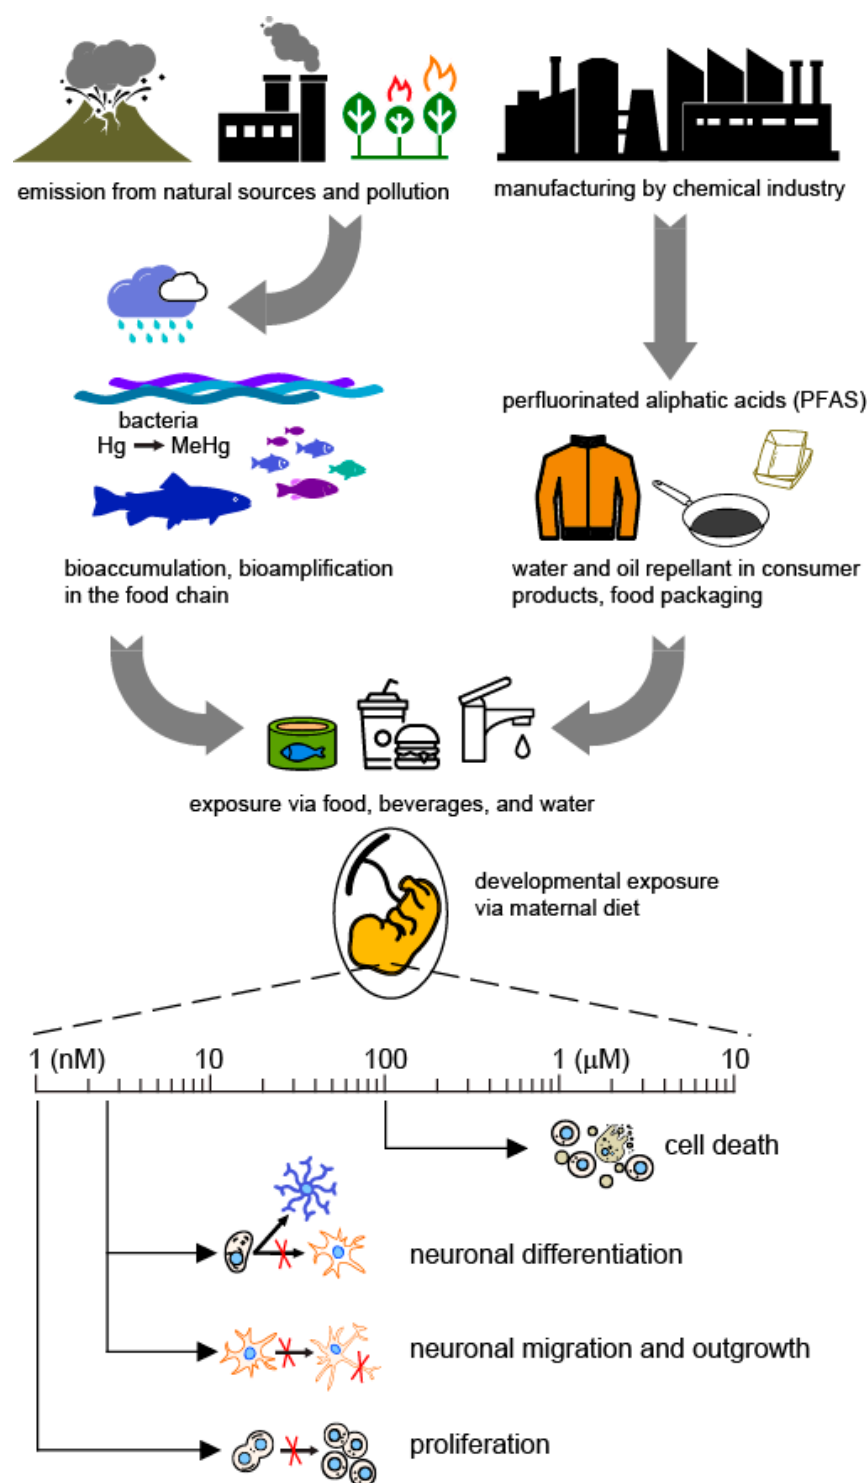 emission from natural sources and pollution
manufacturing by chemical industry
bacteria
Hg → MeHg
perfluorinated aliphatic acids (PFAS)
bioaccumulation, bioamplification
in the food chain
water and oil repellant in consumer
products, food packaging
exposure via food, beverages, and water
developmental exposure
via maternal diet
1 (nM) 10 100 1 (µM) 10
cell death
neuronal differentiation
neuronal migration and outgrowth
proliferation